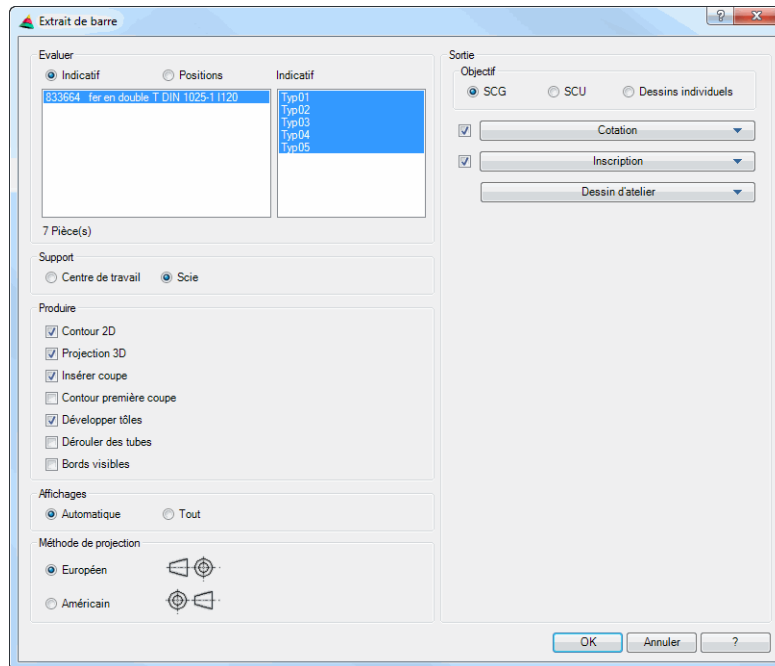 Extrait de barre
?
Evaluer
Indicatif
Positions
Indicatif
833664 fer en double T DIN 1025-1 I120
Typ01
Typ02
Typ03
Typ04
Typ05
7 Pièce(s)
Support
Centre de travail
Scie
Produire
Contour 2D
Projection 3D
Insérer coupe
Contour première coupe
Développer tôles
Dérouler des tubes
Bords visibles
Affichages
Automatique
Tout
Méthode de projection
Européen
Américain
Sortie
Objectif
SCG
SCU
Dessins individuels
Cotation
Inscription
Dessin d'atelier
OK
Annuler
?